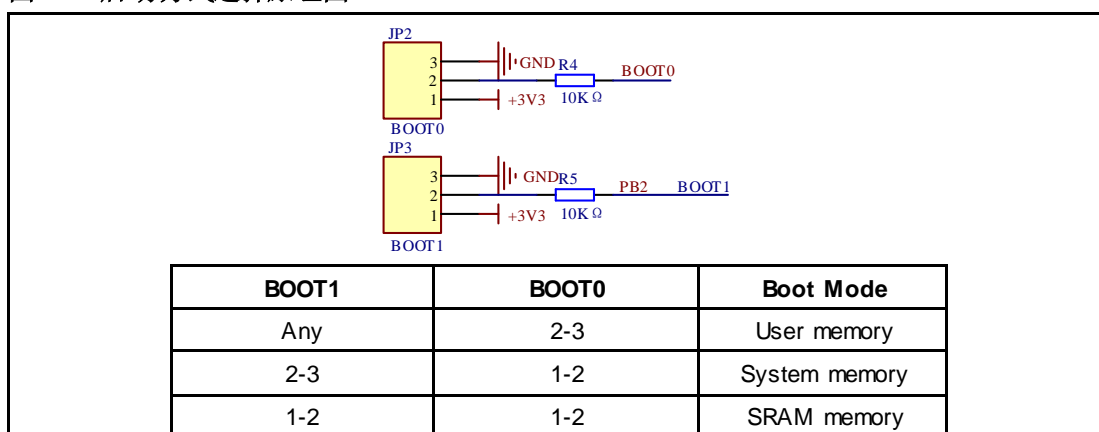 JP2
3 GND R4 BOOT0
2
1 +3V3 10KΩ
BOOT0
JP3
3 GND R5 PB2 BOOT1
2
1 +3V3 10KΩ
BOOT1
BOOT1 BOOT0 Boot Mode
Any 2-3 User memory
2-3 1-2 System memory
1-2 1-2 SRAM memory